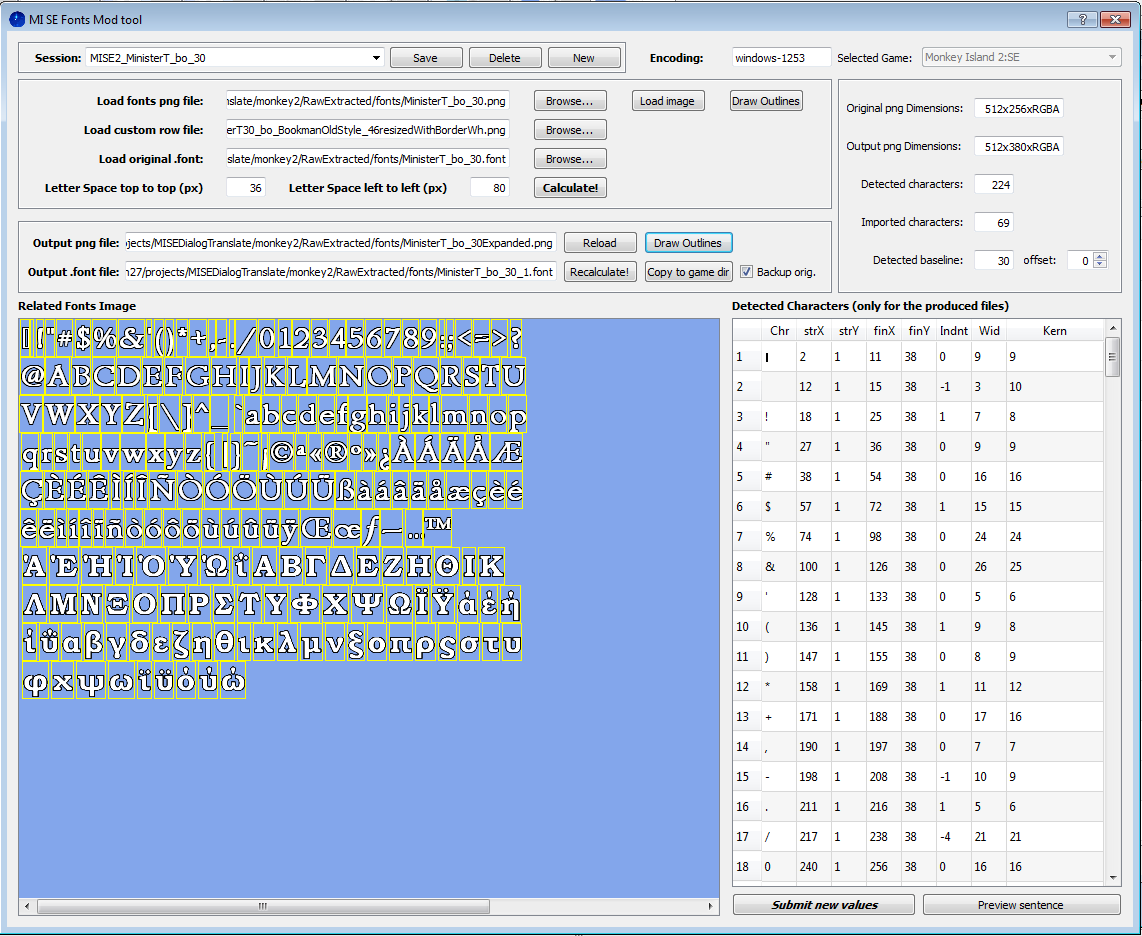 MI SE Fonts Mod tool
Session: MISE2_MinisterT_bo_30 Save Delete New Encoding: windows-1253 Selected Game: Monkey Island 2:SE
Load fonts png file: nslate/monkey2/RawExtracted/fonts/MinisterT_bo_30.png Browse... Load image Draw Outlines
Load custom row file: erT30_bo_BookmanOldStyle_46resizedWithBorderWh.png Browse...
Load original .font: slate/monkey2/RawExtracted/fonts/MinisterT_bo_30.font Browse...
Letter Space top to top (px) 36 Letter Space left to left (px) 80 Calculate!
Original png Dimensions: 512x256xRGBA
Output png Dimensions: 512x380xRGBA
Detected characters: 224
Imported characters: 69
Detected baseline: 30 offset: 0
Output png file: ojects/MISEDialogTranslate/monkey2/RawExtracted/fonts/MinisterT_bo_30Expanded.png Reload Draw Outlines
Output .font file: n27/projects/MISEDialogTranslate/monkey2/RawExtracted/fonts/MinisterT_bo_30_1.font Recalculate! Copy to game dir Backup orig.
Related Fonts Image
!"#$%&'()*+,-./0123456789:;<=>?
@ABCDEFGHIJKLMNOPQRSTU
VWXYZ[\]^_`abcdefghijklmnop
qrstuvwxyz{|}~¡©ª«®º»¿ÀÁÄÅÆ
ÇÈÉÊÌÍÎÑÒÓÖÙÚÜßàáâäåæçèé
êëìíîïñòóôöùúûüÿŒœƒ—…™
ΆΈΉΊΌΎΏΐΑΒΓΔΕΖΗΘΙΚ
ΛΜΝΞΟΠΡΣΤΥΦΧΨΩΪΫάέή
ίΰαβγδεζηθικλμνξοπρςστυ
φχψωϊϋόύώ
Detected Characters (only for the produced files)
Chr strX strY finX finY Indnt Wid Kern
1 2 1 11 38 0 9 9
2 12 1 15 38 -1 3 10
3 ! 18 1 25 38 1 7 8
4 " 27 1 36 38 0 9 9
5 # 38 1 54 38 0 16 16
6 $ 57 1 72 38 1 15 15
7 % 74 1 98 38 0 24 24
8 & 100 1 126 38 0 26 25
9 ' 128 1 133 38 0 5 6
10 ( 136 1 145 38 1 9 8
11 ) 147 1 155 38 0 8 9
12 * 158 1 169 38 1 11 12
13 + 171 1 188 38 0 17 16
14 , 190 1 197 38 0 7 7
15 - 198 1 208 38 -1 10 9
16 . 211 1 216 38 1 5 6
17 / 217 1 238 38 -4 21 21
18 0 240 1 256 38 0 16 16
Submit new values Preview sentence